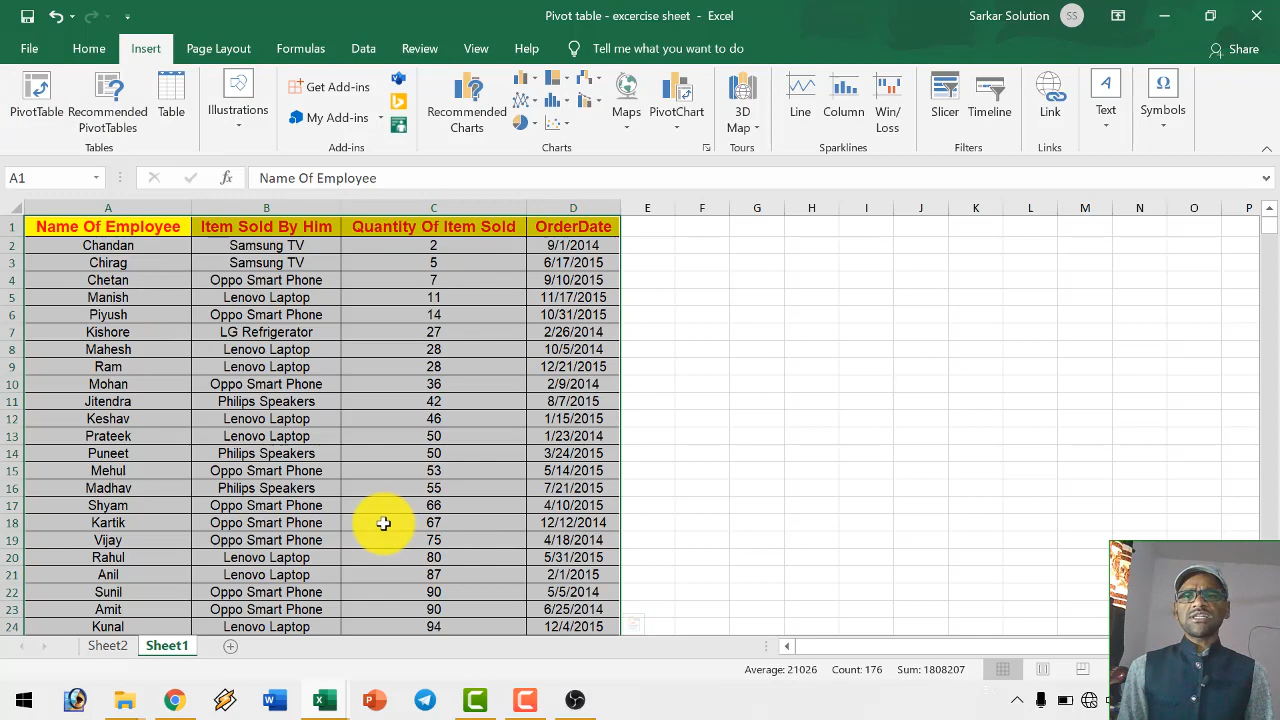 Pivot table - excercise sheet - Excel
Sarkar Solution
SS
File Home Insert Page Layout Formulas Data Review View Help Tell me what you want to do
Share
PivotTable
Recommended PivotTables
Table
Tables
Illustrations
Get Add-ins
My Add-ins
Add-ins
Recommended Charts
Maps
PivotChart
Charts
3D Map
Tours
Line
Column
Win/Loss
Sparklines
Slicer
Timeline
Filters
Link
Links
A
Text
Ω
Symbols
A1
fx
Name Of Employee
A B C D E F G H I J K L M N O P
1 Name Of Employee Item Sold By Him Quantity Of Item Sold OrderDate
2 Chandan Samsung TV 2 9/1/2014
3 Chirag Samsung TV 5 6/17/2015
4 Chetan Oppo Smart Phone 7 9/10/2015
5 Manish Lenovo Laptop 11 11/17/2015
6 Piyush Oppo Smart Phone 14 10/31/2015
7 Kishore LG Refrigerator 27 2/26/2014
8 Mahesh Lenovo Laptop 28 10/5/2014
9 Ram Lenovo Laptop 28 12/21/2015
10 Mohan Oppo Smart Phone 36 2/9/2014
11 Jitendra Philips Speakers 42 8/7/2015
12 Keshav Lenovo Laptop 46 1/15/2015
13 Prateek Lenovo Laptop 50 1/23/2014
14 Puneet Philips Speakers 50 3/24/2015
15 Mehul Oppo Smart Phone 53 5/14/2015
16 Madhav Philips Speakers 55 7/21/2015
17 Shyam Oppo Smart Phone 66 4/10/2015
18 Kartik Oppo Smart Phone 67 12/12/2014
19 Vijay Oppo Smart Phone 75 4/18/2014
20 Rahul Lenovo Laptop 80 5/31/2015
21 Anil Lenovo Laptop 87 2/1/2015
22 Sunil Oppo Smart Phone 90 5/5/2014
23 Amit Oppo Smart Phone 90 6/25/2014
24 Kunal Lenovo Laptop 94 12/4/2015
Sheet2 Sheet1
Average: 21026 Count: 176 Sum: 1808207